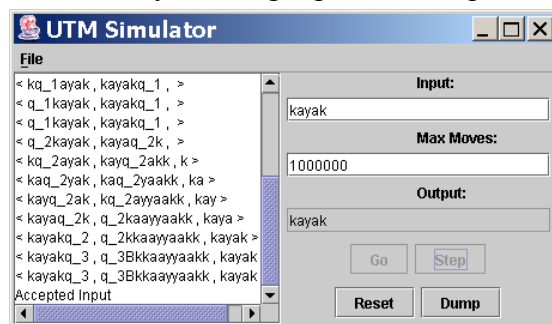 UTM Simulator
File
< kq_1ayak , kayakq_1 , >
< q_1kayak , kayakq_1 , >
< q_1kayak , kayakq_1 , >
< q_2kayak , kayaq_2k , >
< kq_2ayak , kayq_2akk , k >
< kaq_2yak , kaq_2yaakk , ka >
< kayq_2ak , kq_2ayyaakk , kay >
< kayaq_2k , q_2kaayyaakk , kaya >
< kayakq_2 , q_2kkaayyaakk , kayak >
< kayakq_3 , q_3Bkkaayyaakk , kayak
< kayakq_3 , q_3Bkkaayyaakk , kayak
Accepted Input
Input:
kayak
Max Moves:
1000000
Output:
kayak
Go Step
Reset Dump